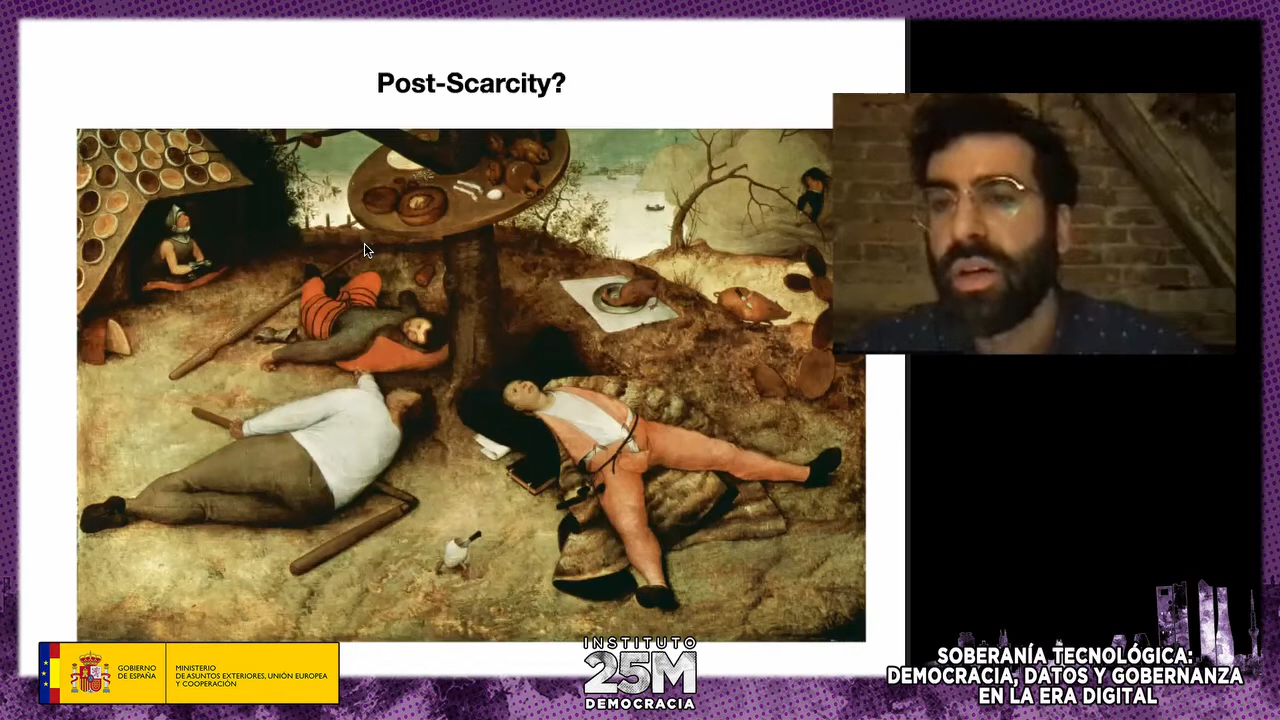 Post-Scarcity?
GOBIERNO
DE ESPAÑA
MINISTERIO
DE ASUNTOS EXTERIORES, UNIÓN EUROPEA
Y COOPERACIÓN
INSTITUTO
25M
DEMOCRACIA
SOBERANÍA TECNOLÓGICA:
DEMOCRACIA, DATOS Y GOBERNANZA
EN LA ERA DIGITAL